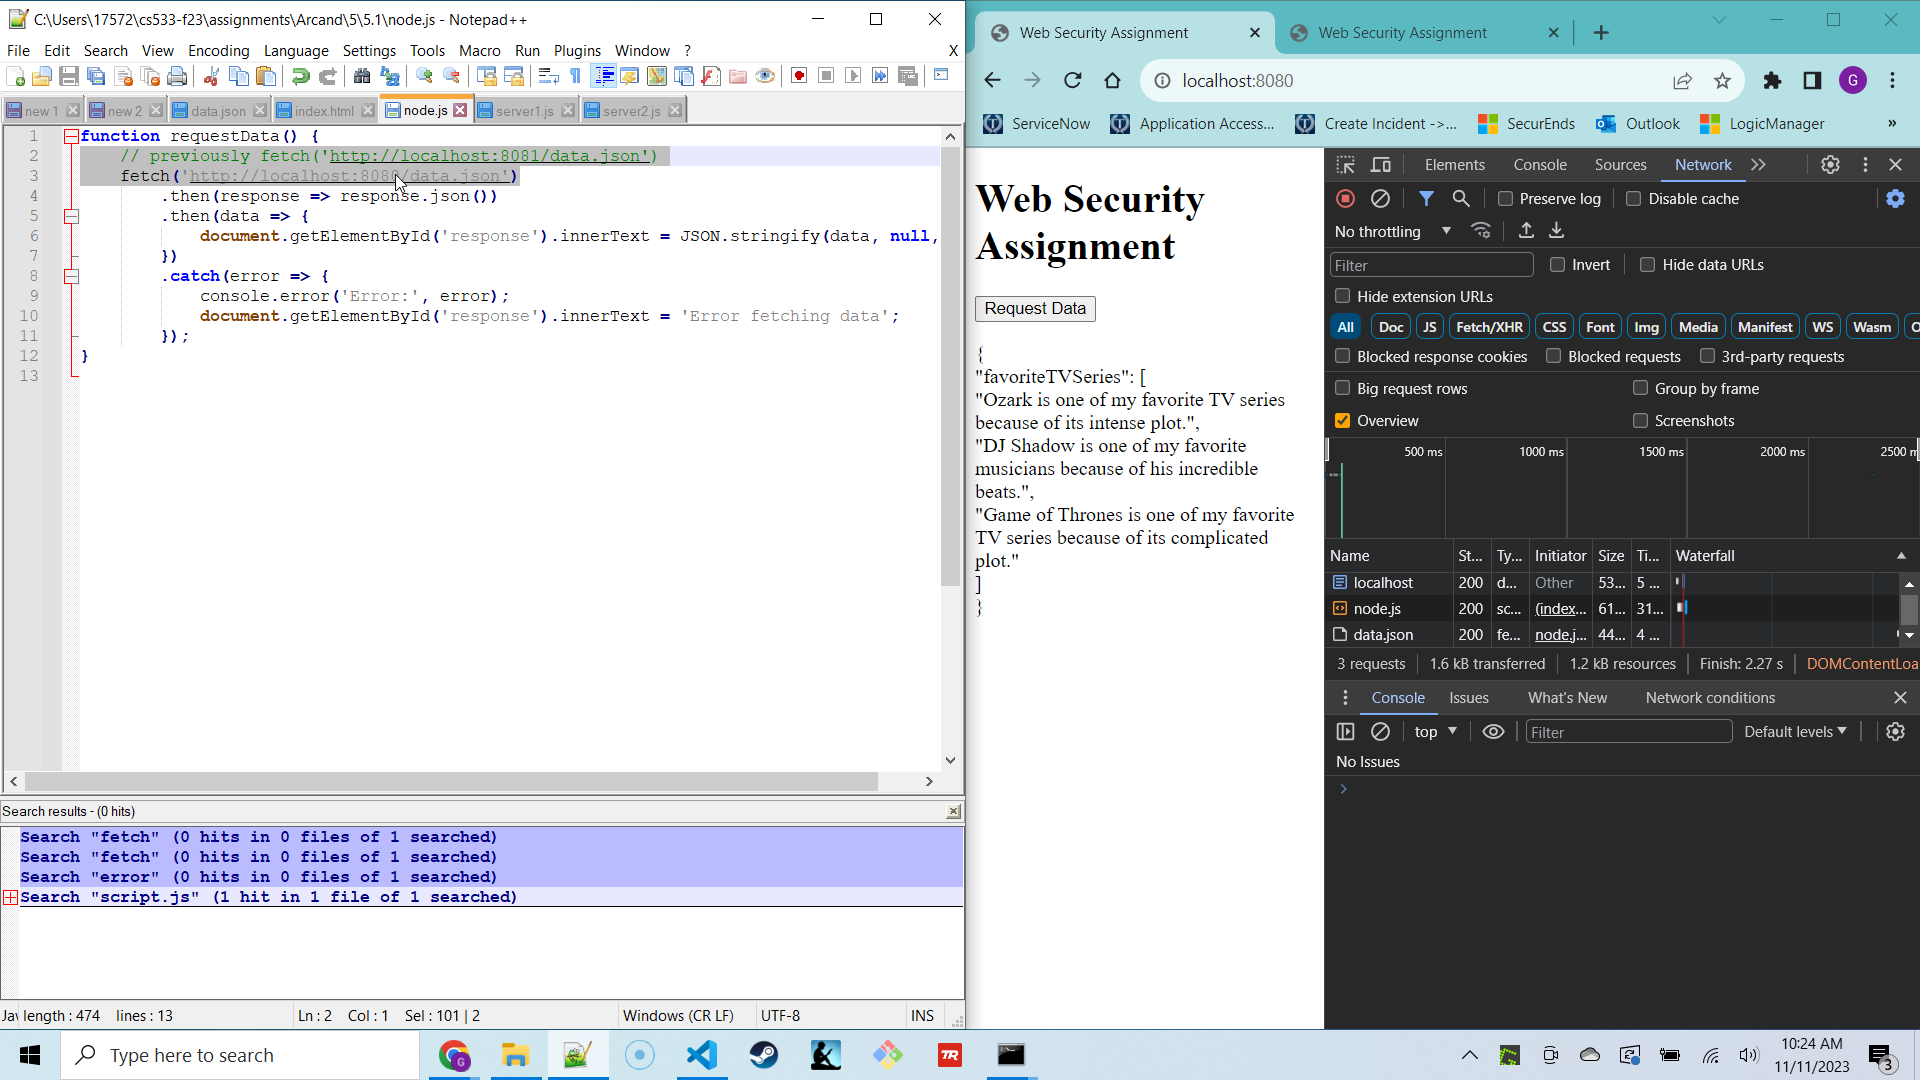 C:\Users\17572\cs533-f23\assignments\Arcand\5\5.1\node.js - Notepad++
File Edit Search View Encoding Language Settings Tools Macro Run Plugins Window ? X
new 1 new 2 data.json index.html node.js server1.js server2.js
1 function requestData() {
2 // previously fetch('http://localhost:8081/data.json')
3 fetch('http://localhost:8080/data.json')
4 .then(response => response.json())
5 .then(data => {
6 document.getElementById('response').innerText = JSON.stringify(data, null,
7 })
8 .catch(error => {
9 console.error('Error:', error);
10 document.getElementById('response').innerText = 'Error fetching data';
11 });
12 }
13
Search results - (0 hits)
Search "fetch" (0 hits in 0 files of 1 searched)
Search "fetch" (0 hits in 0 files of 1 searched)
Search "error" (0 hits in 0 files of 1 searched)
Search "script.js" (1 hit in 1 file of 1 searched)
Jav length : 474 lines : 13 Ln : 2 Col : 1 Sel : 101 | 2 Windows (CR LF) UTF-8 INS
Web Security Assignment Web Security Assignment
localhost:8080 G
ServiceNow Application Access... Create Incident ->... SecurEnds Outlook LogicManager »
Web Security
Assignment
Request Data
{
"favoriteTVSeries": [
"Ozark is one of my favorite TV series
because of its intense plot.",
"DJ Shadow is one of my favorite
musicians because of his incredible
beats.",
"Game of Thrones is one of my favorite
TV series because of its complicated
plot."
]
}
Elements Console Sources Network
Preserve log Disable cache
No throttling
Filter Invert Hide data URLs
Hide extension URLs
All Doc JS Fetch/XHR CSS Font Img Media Manifest WS Wasm O
Blocked response cookies Blocked requests 3rd-party requests
Big request rows Group by frame
Overview Screenshots
500 ms 1000 ms 1500 ms 2000 ms 2500 m
Name St... Ty... Initiator Size Ti... Waterfall
localhost 200 d... Other 53... 5 ...
node.js 200 sc... (index... 61... 31...
data.json 200 fe... node.j... 44... 4 ...
3 requests 1.6 kB transferred 1.2 kB resources Finish: 2.27 s DOMContentLoa
Console Issues What's New Network conditions
top Filter Default levels
No Issues
Type here to search
G
TR
10:24 AM
11/11/2023
3